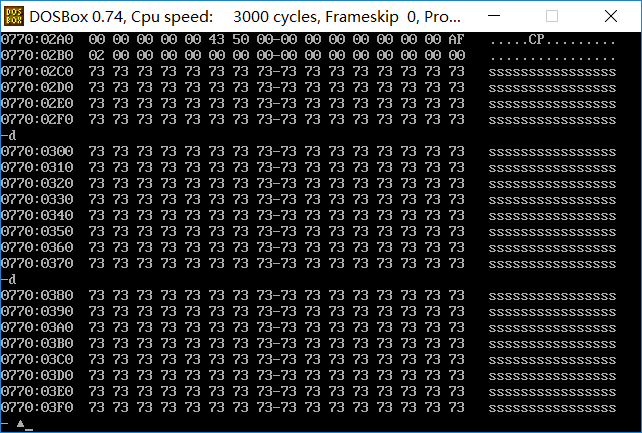 DOSBox 0.74, Cpu speed:    3000 cycles, Frameskip  0, Pro...
0770:02A0  00 00 00 00 00 43 50 00-00 00 00 00 00 00 00 AF   .....CP.........
0770:02B0  02 00 00 00 00 00 00 00-00 00 00 00 00 00 00 00   ................
0770:02C0  73 73 73 73 73 73 73 73-73 73 73 73 73 73 73 73   ssssssssssssssss
0770:02D0  73 73 73 73 73 73 73 73-73 73 73 73 73 73 73 73   ssssssssssssssss
0770:02E0  73 73 73 73 73 73 73 73-73 73 73 73 73 73 73 73   ssssssssssssssss
0770:02F0  73 73 73 73 73 73 73 73-73 73 73 73 73 73 73 73   ssssssssssssssss
-d
0770:0300  73 73 73 73 73 73 73 73-73 73 73 73 73 73 73 73   ssssssssssssssss
0770:0310  73 73 73 73 73 73 73 73-73 73 73 73 73 73 73 73   ssssssssssssssss
0770:0320  73 73 73 73 73 73 73 73-73 73 73 73 73 73 73 73   ssssssssssssssss
0770:0330  73 73 73 73 73 73 73 73-73 73 73 73 73 73 73 73   ssssssssssssssss
0770:0340  73 73 73 73 73 73 73 73-73 73 73 73 73 73 73 73   ssssssssssssssss
0770:0350  73 73 73 73 73 73 73 73-73 73 73 73 73 73 73 73   ssssssssssssssss
0770:0360  73 73 73 73 73 73 73 73-73 73 73 73 73 73 73 73   ssssssssssssssss
0770:0370  73 73 73 73 73 73 73 73-73 73 73 73 73 73 73 73   ssssssssssssssss
-d
0770:0380  73 73 73 73 73 73 73 73-73 73 73 73 73 73 73 73   ssssssssssssssss
0770:0390  73 73 73 73 73 73 73 73-73 73 73 73 73 73 73 73   ssssssssssssssss
0770:03A0  73 73 73 73 73 73 73 73-73 73 73 73 73 73 73 73   ssssssssssssssss
0770:03B0  73 73 73 73 73 73 73 73-73 73 73 73 73 73 73 73   ssssssssssssssss
0770:03C0  73 73 73 73 73 73 73 73-73 73 73 73 73 73 73 73   ssssssssssssssss
0770:03D0  73 73 73 73 73 73 73 73-73 73 73 73 73 73 73 73   ssssssssssssssss
0770:03E0  73 73 73 73 73 73 73 73-73 73 73 73 73 73 73 73   ssssssssssssssss
0770:03F0  73 73 73 73 73 73 73 73-73 73 73 73 73 73 73 73   ssssssssssssssss
- ▲_